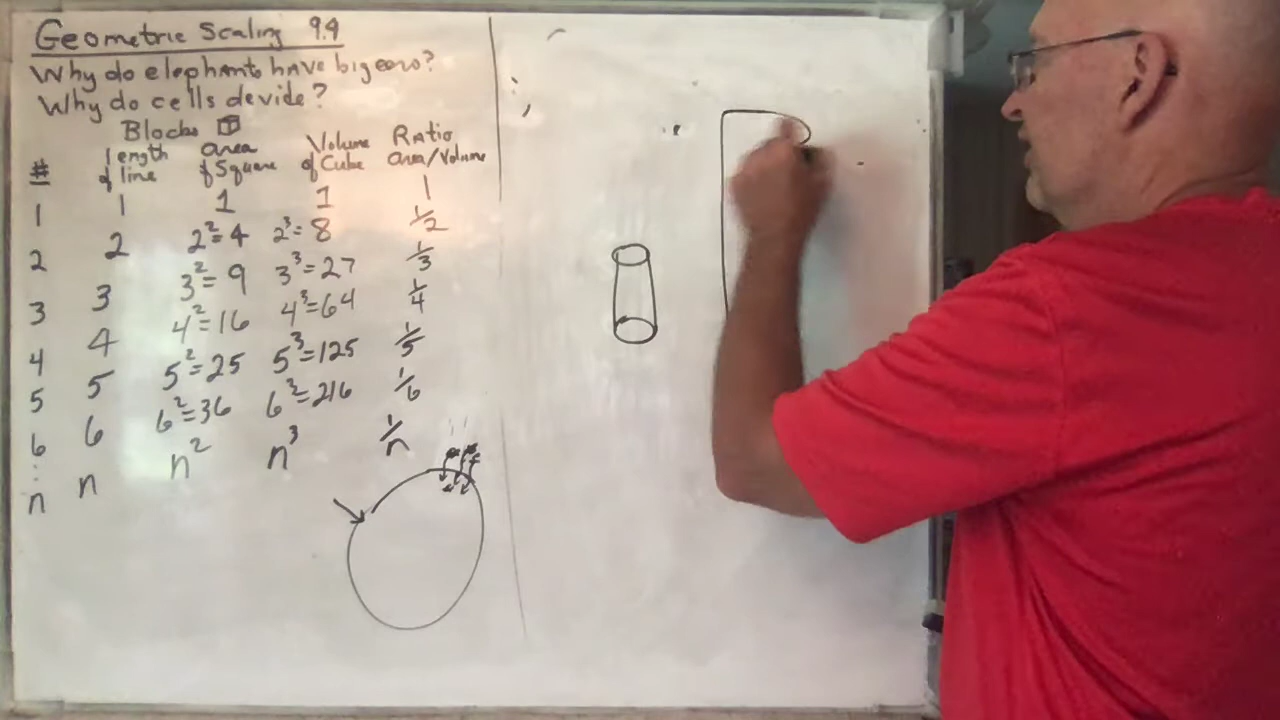 Geometric Scaling 9.4
Why do elephants have big ears?
Why do cells devide?
Blocks
# length of line area of Square Volume of Cube Ratio area/Volume
1 1 1 1 1
2 2 2²=4 2³=8 1/2
3 3 3²=9 3³=27 1/3
4 4 4²=16 4³=64 1/4
5 5 5²=25 5³=125 1/5
6 6 6²=36 6³=216 1/6
⋮
n n n² n³ 1/n